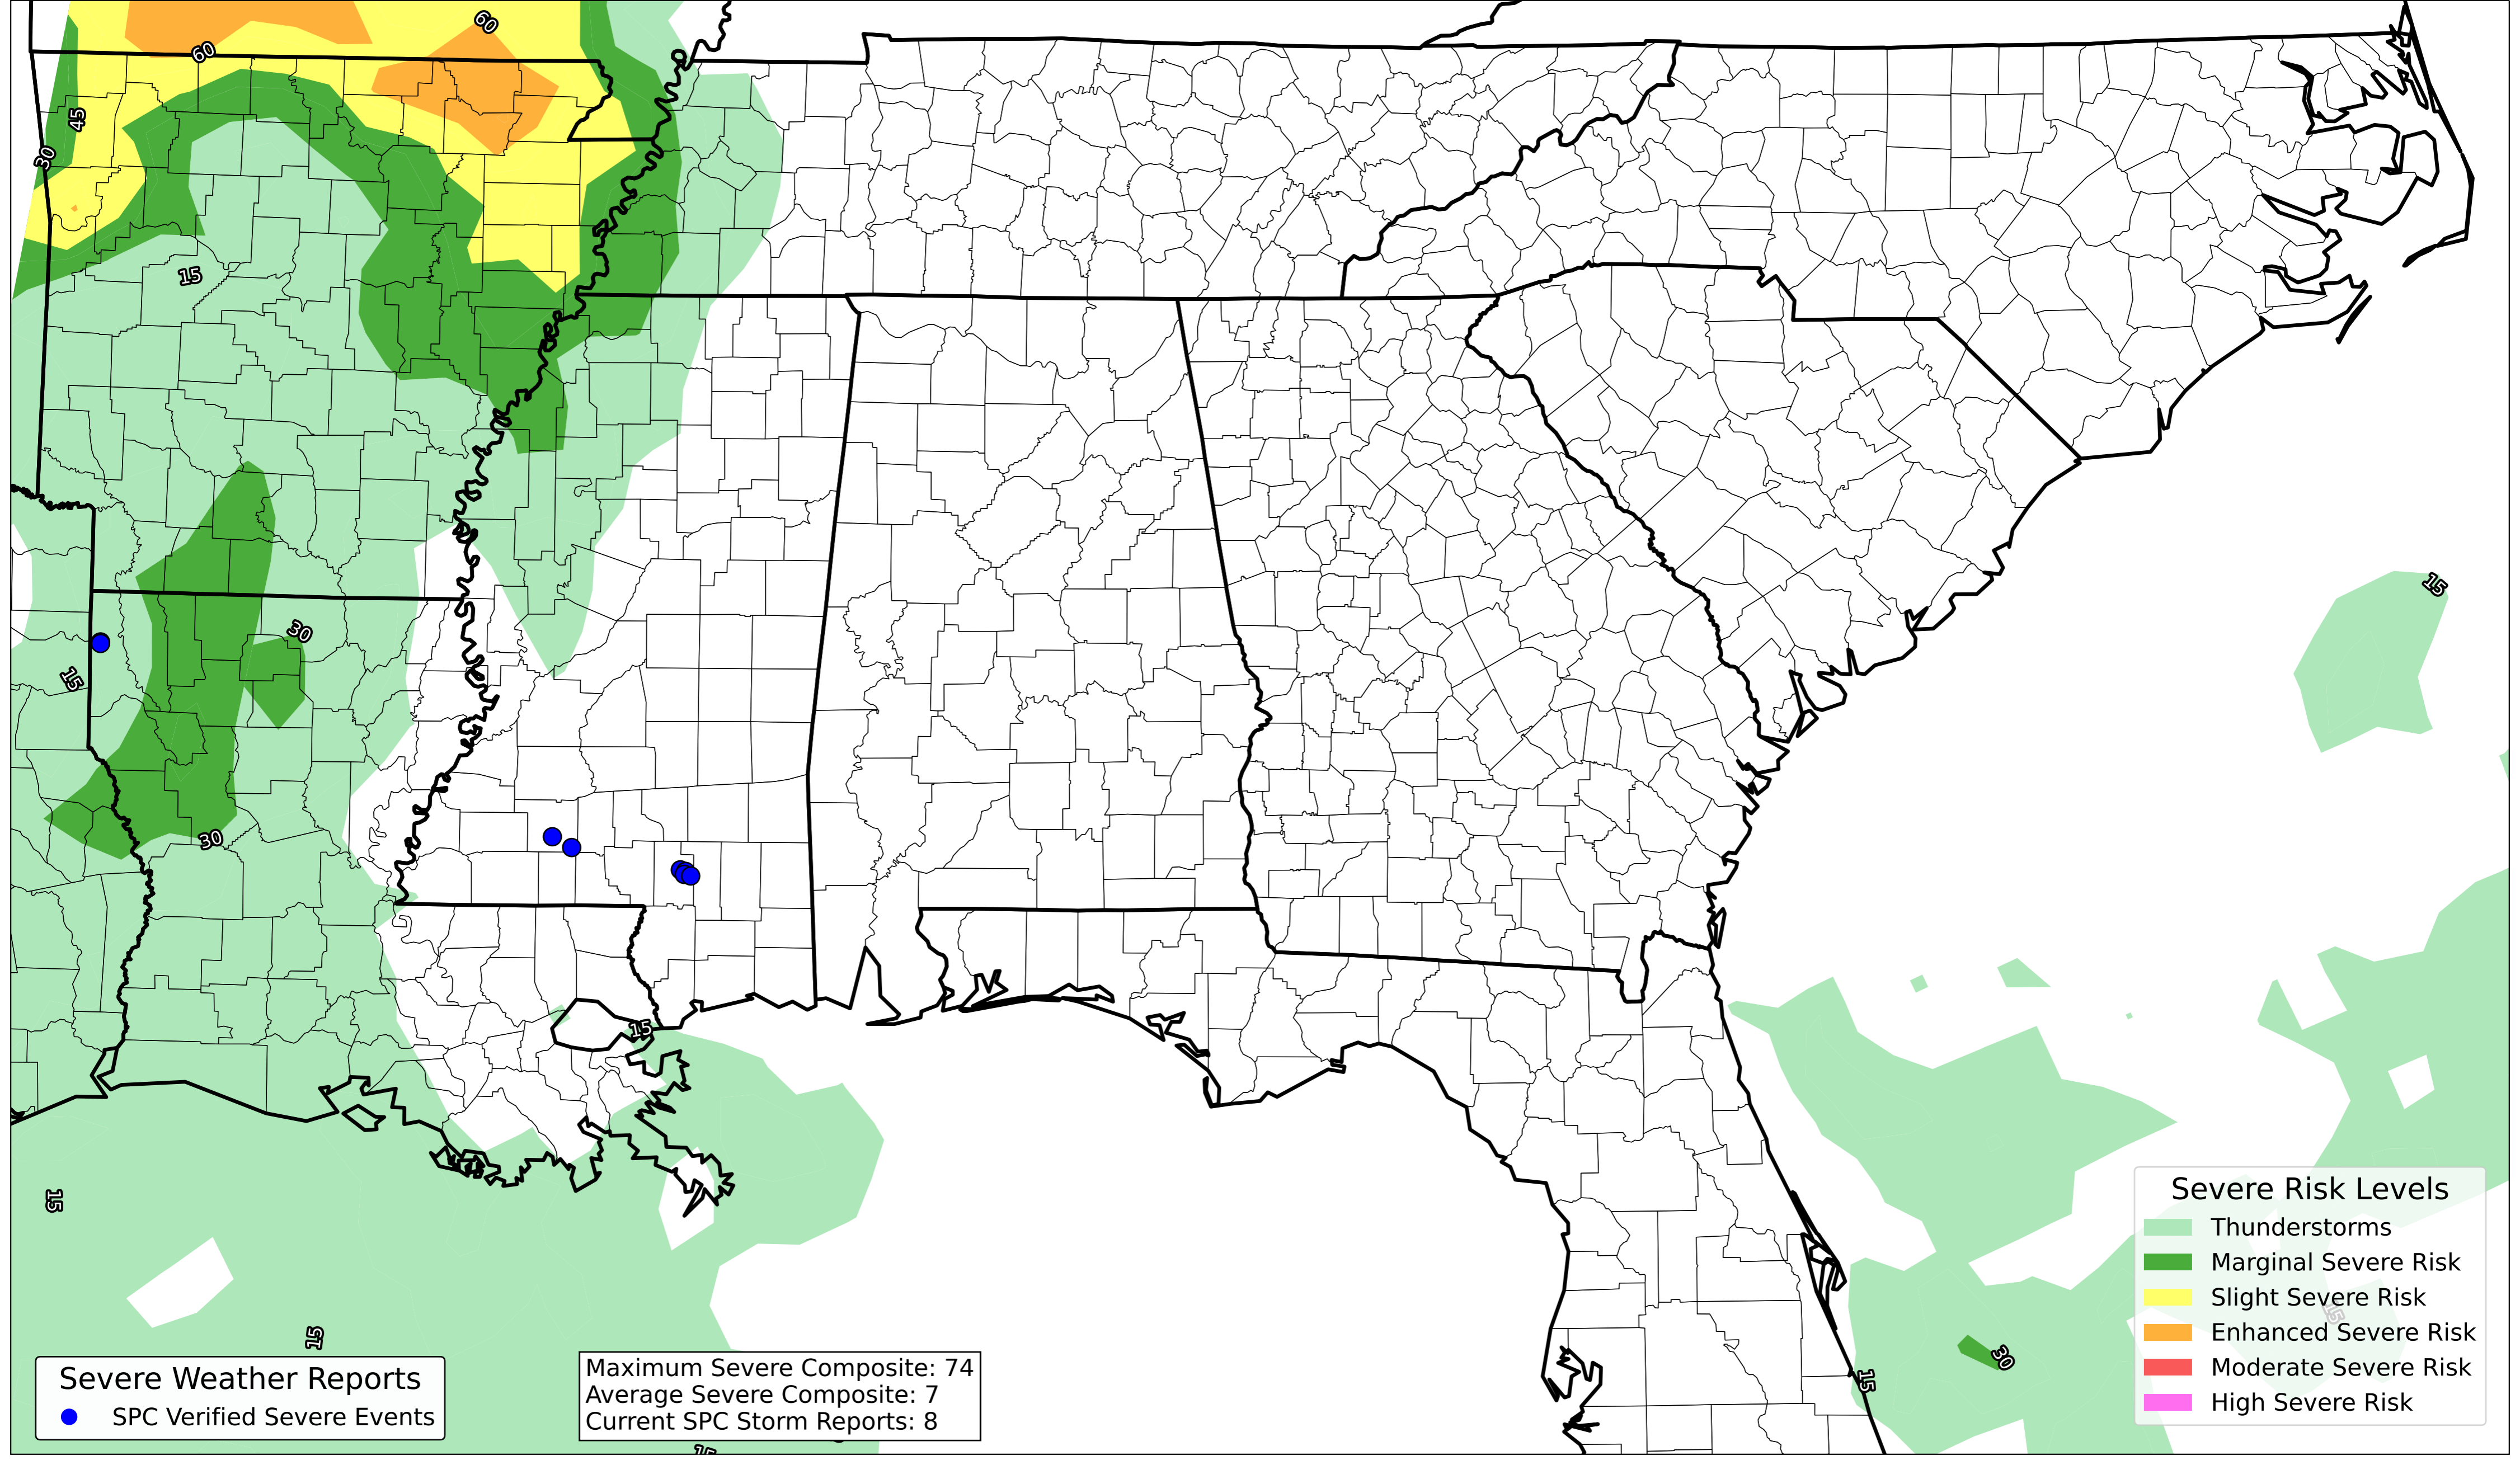 60
60
45
30
15
15
30
15
30
15
15
15
30
15
15
15
Severe Risk Levels
Thunderstorms
Marginal Severe Risk
Slight Severe Risk
Enhanced Severe Risk
Moderate Severe Risk
High Severe Risk
Severe Weather Reports
SPC Verified Severe Events
Maximum Severe Composite: 74
Average Severe Composite: 7
Current SPC Storm Reports: 8